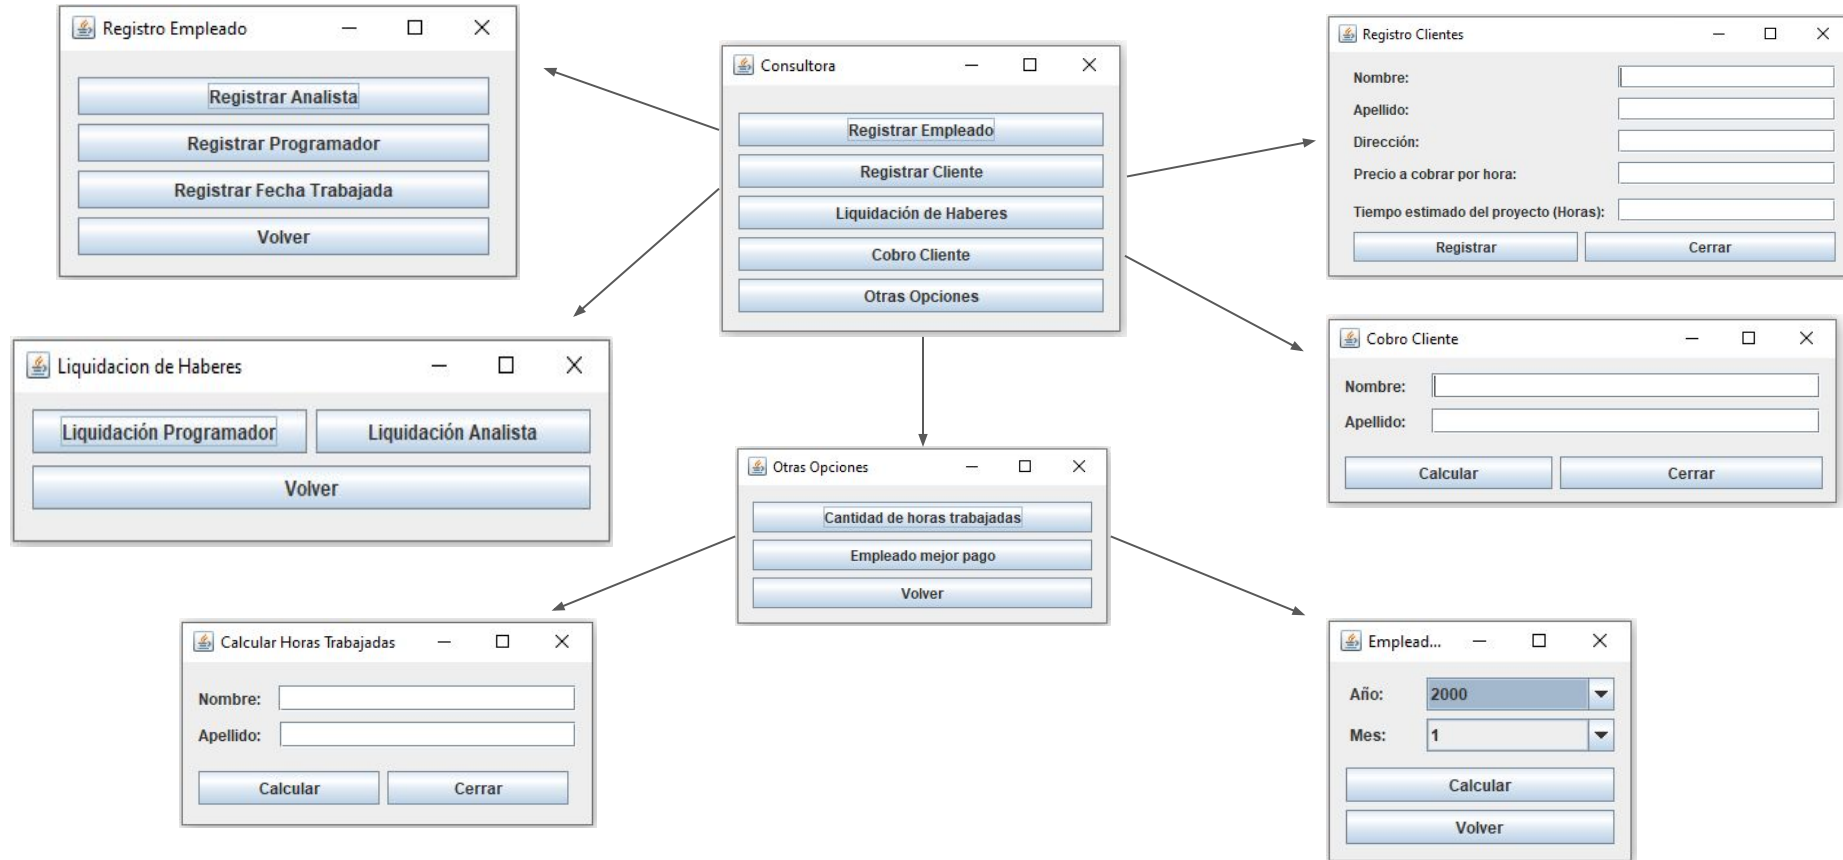 Registro Empleado
Registrar Analista
Registrar Programador
Registrar Fecha Trabajada
Volver
Consultora
Registrar Empleado
Registrar Cliente
Liquidación de Haberes
Cobro Cliente
Otras Opciones
Registro Clientes
Nombre:
Apellido:
Dirección:
Precio a cobrar por hora:
Tiempo estimado del proyecto (Horas):
Registrar Cerrar
Liquidacion de Haberes
Liquidación Programador Liquidación Analista
Volver
Cobro Cliente
Nombre:
Apellido:
Calcular Cerrar
Otras Opciones
Cantidad de horas trabajadas
Empleado mejor pago
Volver
Calcular Horas Trabajadas
Nombre:
Apellido:
Calcular Cerrar
Emplead...
Año: 2000
Mes: 1
Calcular
Volver